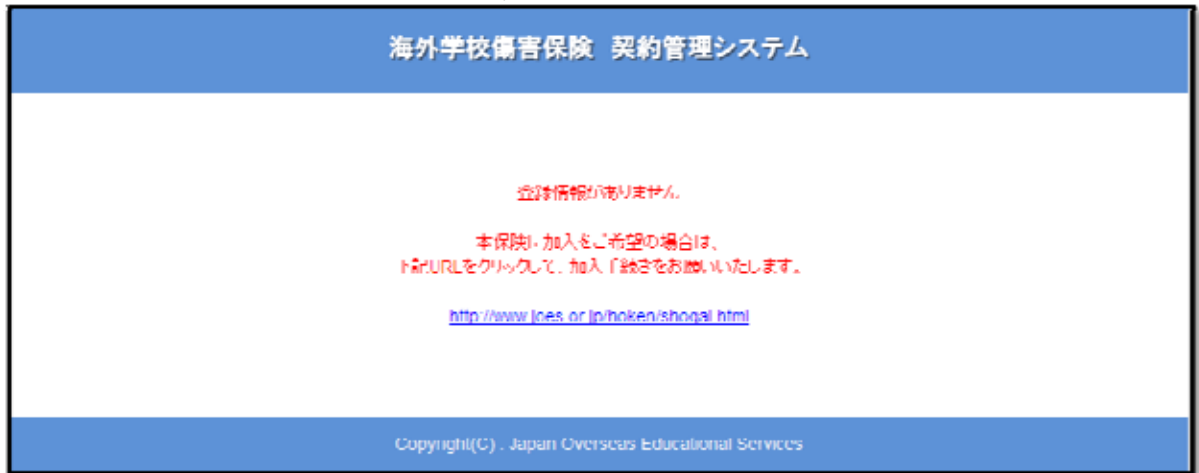 海外学校傷害保険 契約管理システム
登録情報がありません
本保険に加入をご希望の場合は、
下記URLをクリックして、加入手続きをお願いいたします。
http://www.joes.or.jp/hoken/shogai.html
Copyright(C) . Japan Overseas Educational Services